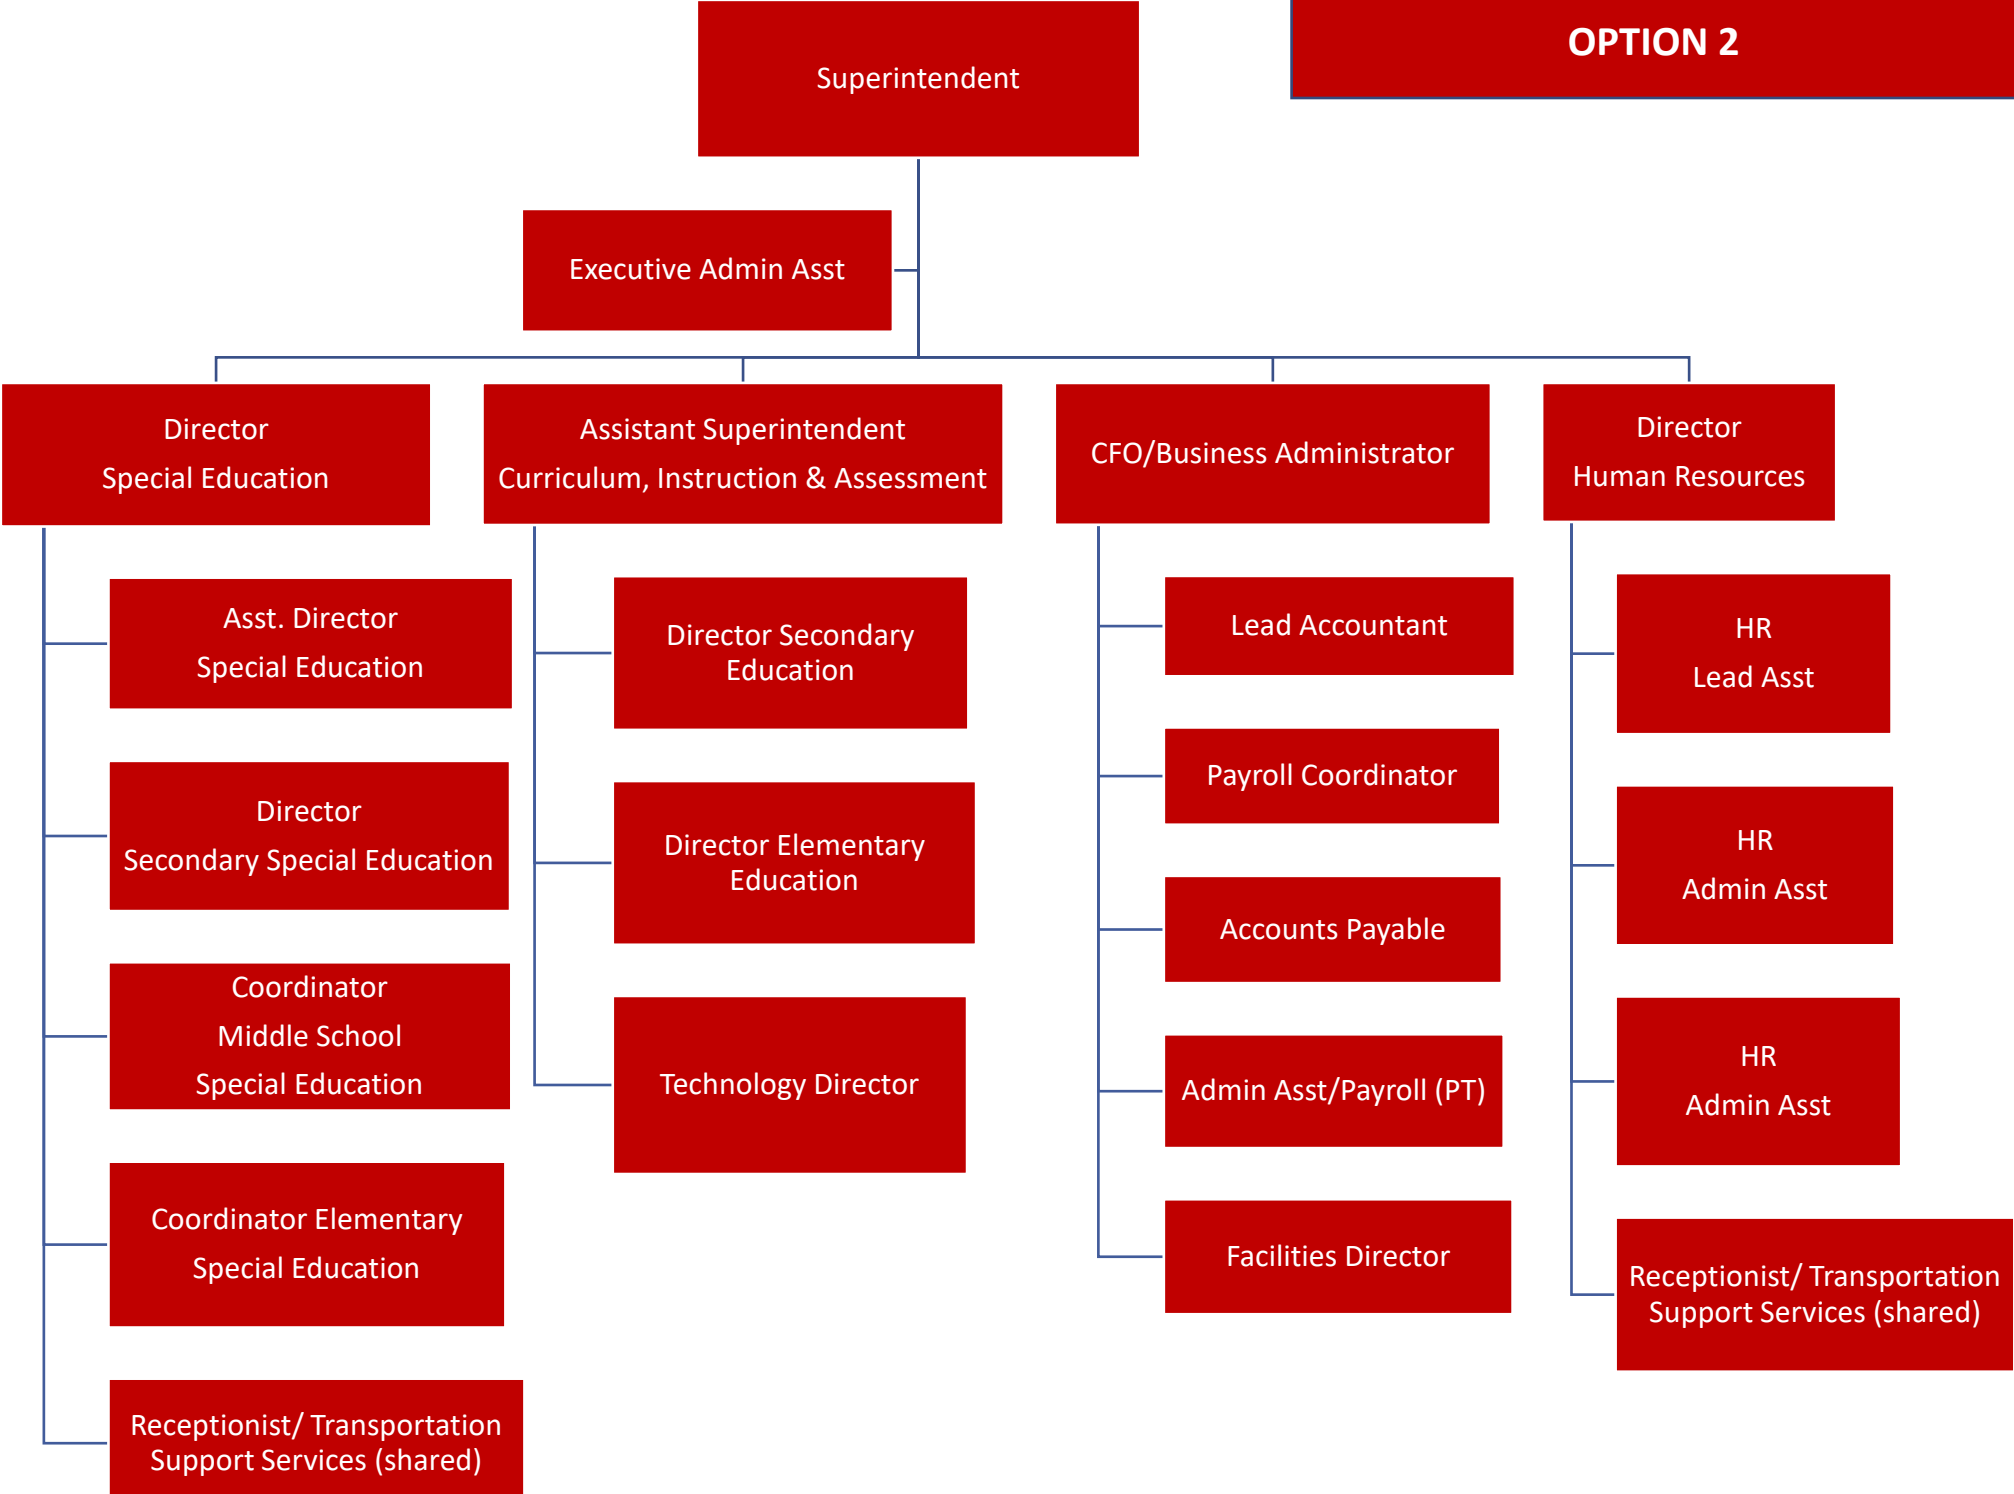 OPTION 2
Superintendent
Executive Admin Asst
Director
Special Education
Asst. Director
Special Education
Director
Secondary Special Education
Coordinator
Middle School
Special Education
Coordinator Elementary
Special Education
Receptionist/ Transportation
Support Services (shared)
Assistant Superintendent
Curriculum, Instruction & Assessment
Director Secondary
Education
Director Elementary
Education
Technology Director
CFO/Business Administrator
Lead Accountant
Payroll Coordinator
Accounts Payable
Admin Asst/Payroll (PT)
Facilities Director
Director
Human Resources
HR
Lead Asst
HR
Admin Asst
HR
Admin Asst
Receptionist/ Transportation
Support Services (shared)